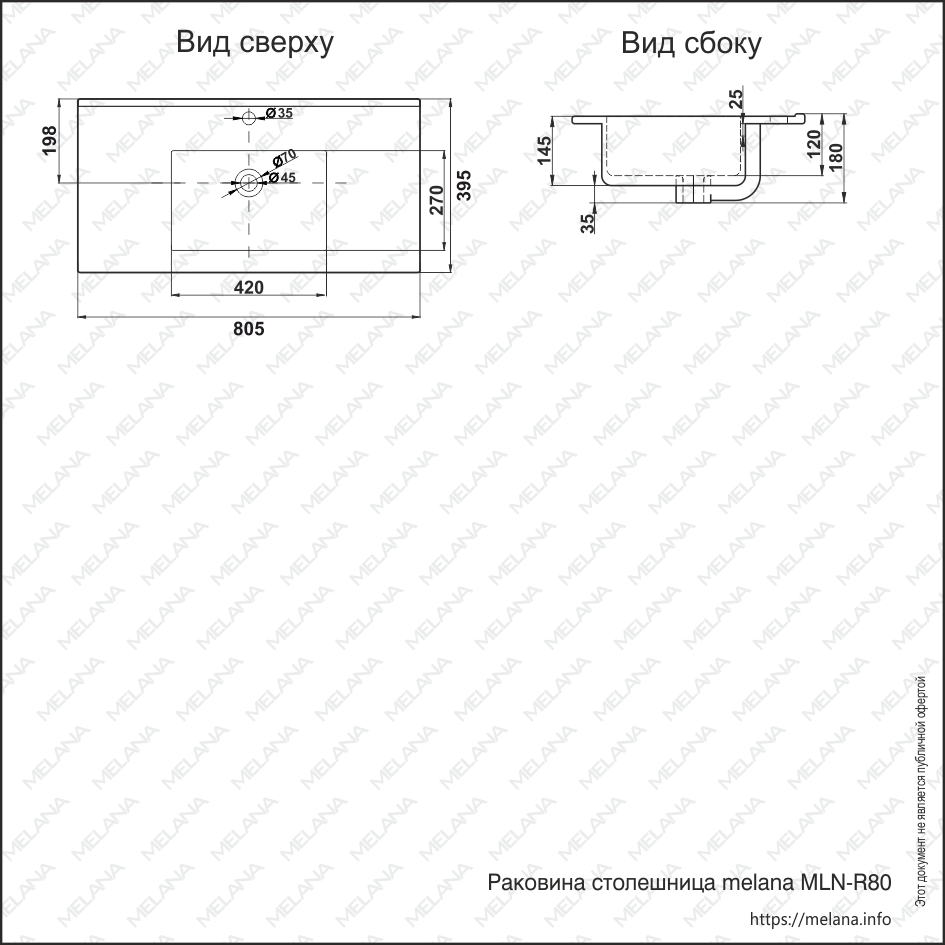 Вид сверху
Вид сбоку
198
Ø35
Ø70
Ø45
270
395
420
805
25
145
120
180
35
Раковина столешница melana MLN-R80
https://melana.info
Этот документ не является публичной офертой
MELANA